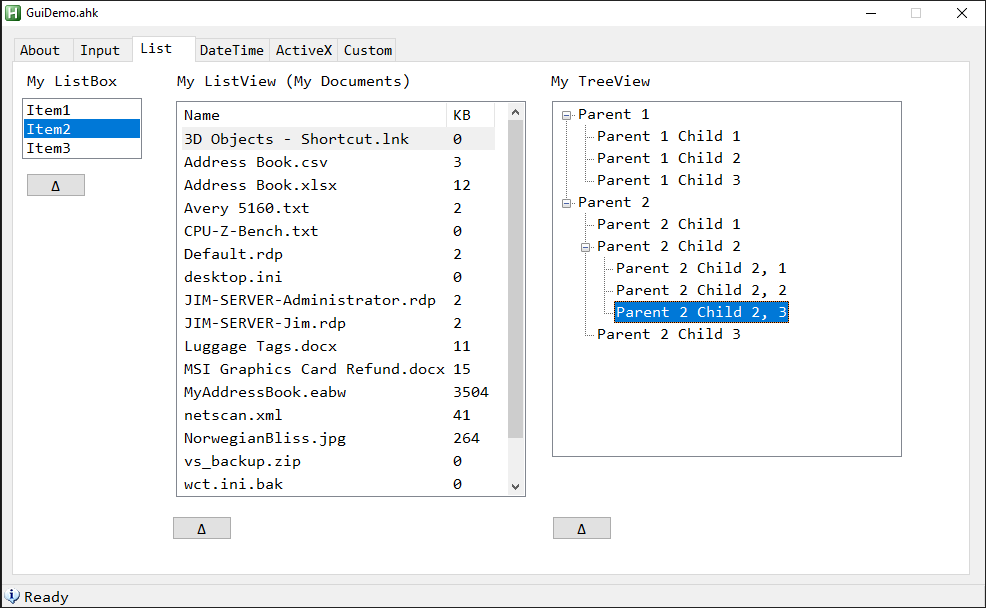 GuiDemo.ahk
About Input List DateTime ActiveX Custom
My ListBox
Item1
Item2
Item3
Δ
My ListView (My Documents)
Name KB
3D Objects - Shortcut.lnk 0
Address Book.csv 3
Address Book.xlsx 12
Avery 5160.txt 2
CPU-Z-Bench.txt 0
Default.rdp 2
desktop.ini 0
JIM-SERVER-Administrator.rdp 2
JIM-SERVER-Jim.rdp 2
Luggage Tags.docx 11
MSI Graphics Card Refund.docx 15
MyAddressBook.eabw 3504
netscan.xml 41
NorwegianBliss.jpg 264
vs_backup.zip 0
wct.ini.bak 0
Δ
My TreeView
Parent 1
Parent 1 Child 1
Parent 1 Child 2
Parent 1 Child 3
Parent 2
Parent 2 Child 1
Parent 2 Child 2
Parent 2 Child 2, 1
Parent 2 Child 2, 2
Parent 2 Child 2, 3
Parent 2 Child 3
Δ
Ready